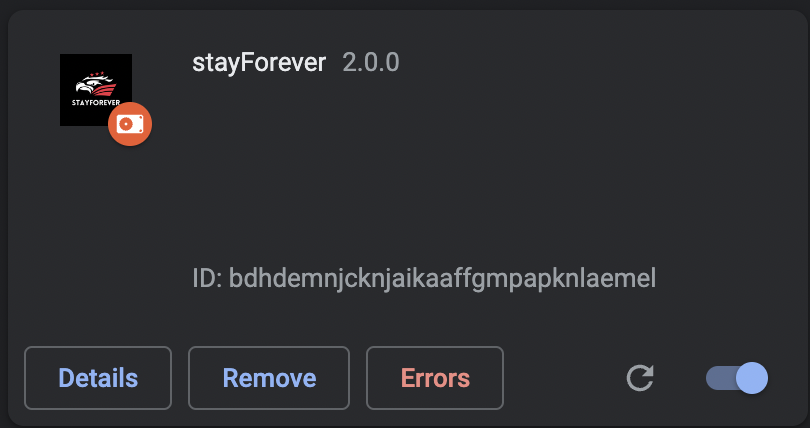 stayForever 2.0.0
STAYFOREVER
ID: bdhdemnjcknjaikaaffgmpapknlaemel
Details Remove Errors